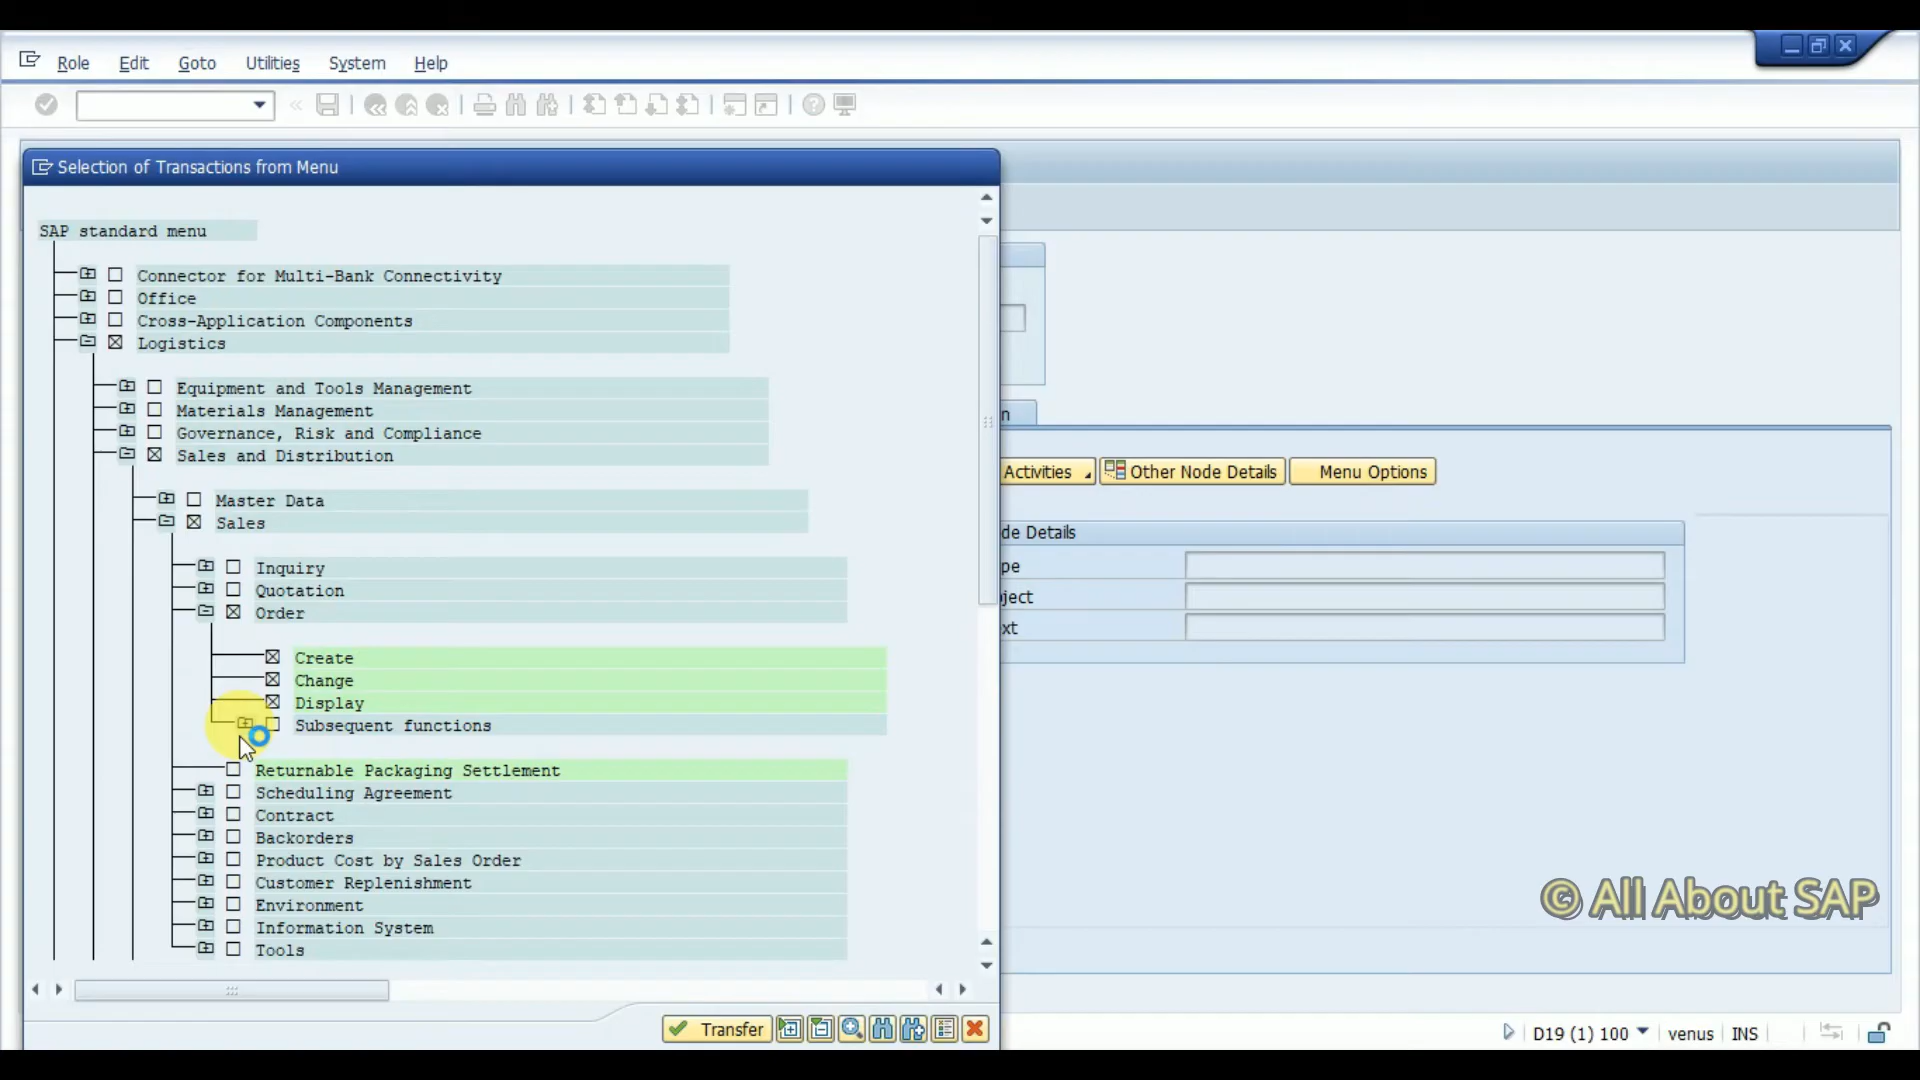 Role Edit Goto Utilities System Help
Selection of Transactions from Menu
SAP standard menu
Connector for Multi-Bank Connectivity
Office
Cross-Application Components
Logistics
Equipment and Tools Management
Materials Management
n
Governance, Risk and Compliance
Sales and Distribution
Activities Other Node Details Menu Options
Master Data
Sales
de Details
Inquiry
pe
Quotation
ject
Order
xt
Create
Change
Display
Subsequent functions
Returnable Packaging Settlement
Scheduling Agreement
Contract
Backorders
Product Cost by Sales Order
Customer Replenishment
Environment
Information System
Tools
© All About SAP
Transfer
D19 (1) 100 venus INS